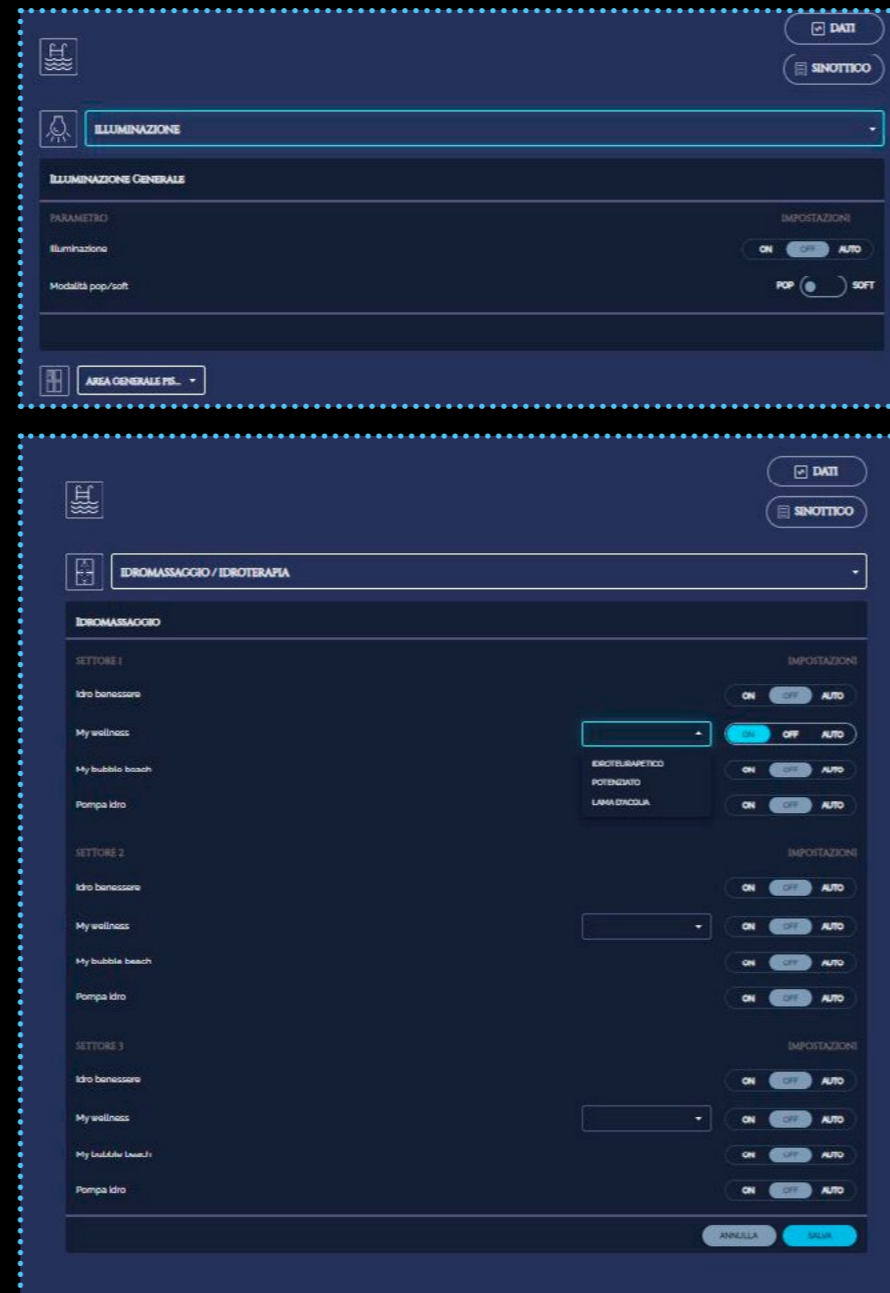 DATI
SINOTTICO
ILLUMINAZIONE
ILLUMINAZIONE GENERALE
PARAMETRO IMPOSTAZIONI
Illuminazione ON OFF AUTO
Modalità pop/soft POP SOFT
AREA GENERALE PIS...
DATI
SINOTTICO
IDROMASSAGGIO / IDROTERAPIA
IDROMASSAGGIO
SETTORE 1 IMPOSTAZIONI
Idro benessere ON OFF AUTO
My wellness ON OFF AUTO
IDROTEURAPETICO
My bubble beach ON OFF AUTO
POTENZIATO
Pompa idro LAMA D'ACQUA ON OFF AUTO
SETTORE 2 IMPOSTAZIONI
Idro benessere ON OFF AUTO
My wellness ON OFF AUTO
My bubble beach ON OFF AUTO
Pompa idro ON OFF AUTO
SETTORE 3 IMPOSTAZIONI
Idro benessere ON OFF AUTO
My wellness ON OFF AUTO
My bubble beach ON OFF AUTO
Pompa idro ON OFF AUTO
ANNULLA SALVA